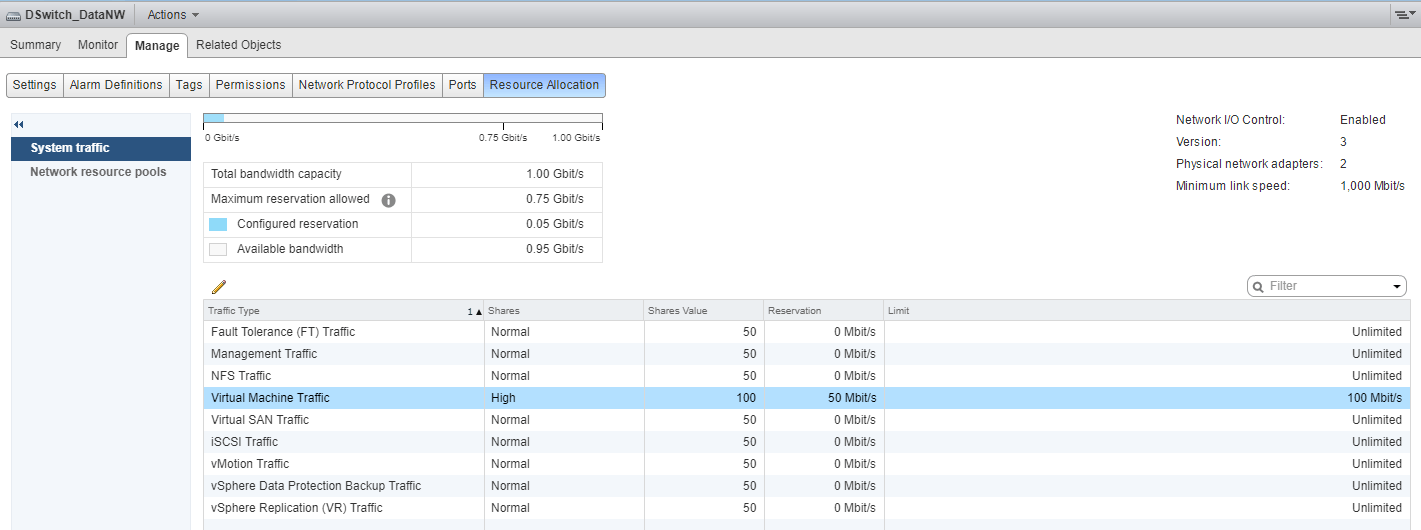 DSwitch_DataNW Actions
Summary Monitor Manage Related Objects
Settings Alarm Definitions Tags Permissions Network Protocol Profiles Ports Resource Allocation
System traffic
Network resource pools
0 Gbit/s 0.75 Gbit/s 1.00 Gbit/s
Total bandwidth capacity 1.00 Gbit/s
Maximum reservation allowed 0.75 Gbit/s
Configured reservation 0.05 Gbit/s
Available bandwidth 0.95 Gbit/s
Network I/O Control: Enabled
Version: 3
Physical network adapters: 2
Minimum link speed: 1,000 Mbit/s
Filter
Traffic Type 1 Shares Shares Value Reservation Limit
Fault Tolerance (FT) Traffic Normal 50 0 Mbit/s Unlimited
Management Traffic Normal 50 0 Mbit/s Unlimited
NFS Traffic Normal 50 0 Mbit/s Unlimited
Virtual Machine Traffic High 100 50 Mbit/s 100 Mbit/s
Virtual SAN Traffic Normal 50 0 Mbit/s Unlimited
iSCSI Traffic Normal 50 0 Mbit/s Unlimited
vMotion Traffic Normal 50 0 Mbit/s Unlimited
vSphere Data Protection Backup Traffic Normal 50 0 Mbit/s Unlimited
vSphere Replication (VR) Traffic Normal 50 0 Mbit/s Unlimited